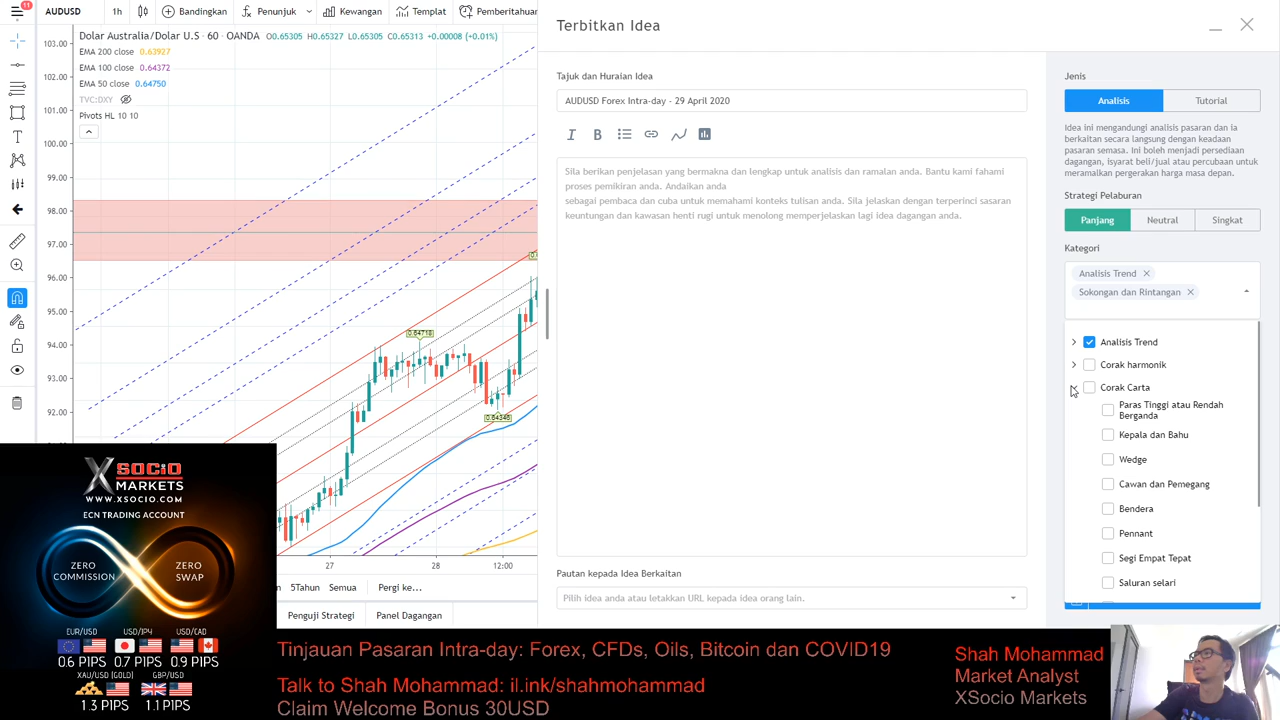 11
AUDUSD 1h Bandingkan Penunjuk Kewangan Templat Pemberitahuan
Dolar Australia/Dolar U.S · 60 · OANDA O0.65305 H0.65327 L0.65305 C0.65313 +0.00008 (+0.01%)
EMA 200 close 0.63927
EMA 100 close 0.64372
EMA 50 close 0.64750
TVC:DXY
Pivots HL 10 10
103.00
102.00
101.00
100.00
99.00
98.00
97.00
96.00
95.00
94.00
93.00
92.00
0.64718
0.64346
27 28 12:00
5Tahun Semua Pergi ke...
Penguji Strategi Panel Dagangan
Terbitkan Idea
Tajuk dan Huraian Idea
AUDUSD Forex Intra-day - 29 April 2020
Sila berikan penjelasan yang bermakna dan lengkap untuk analisis dan ramalan anda. Bantu kami fahami
proses pemikiran anda. Andaikan anda
sebagai pembaca dan cuba untuk memahami konteks tulisan anda. Sila jelaskan dengan terperinci sasaran
keuntungan dan kawasan henti rugi untuk menolong memperjelaskan lagi idea dagangan anda.
Pautan kepada Idea Berkaitan
Pilih idea anda atau letakkan URL kepada idea orang lain.
Jenis
Analisis Tutorial
Idea ini mengandungi analisis pasaran dan ia
berkaitan secara langsung dengan keadaan
pasaran semasa. Ini boleh menjadi persediaan
dagangan, isyarat beli/jual atau percubaan untuk
meramalkan pergerakan harga masa depan.
Strategi Pelaburan
Panjang Neutral Singkat
Kategori
Analisis Trend
Sokongan dan Rintangan
Analisis Trend
Corak harmonik
Corak Carta
Paras Tinggi atau Rendah
Berganda
Kepala dan Bahu
Wedge
Cawan dan Pemegang
Bendera
Pennant
Segi Empat Tepat
Saluran selari
XSOCIO
MARKETS
WWW.XSOCIO.COM
ECN TRADING ACCOUNT
ZERO
COMMISSION
ZERO
SWAP
EUR/USD USD/JPY USD/CAD
0.6 PIPS 0.7 PIPS 0.9 PIPS
XAU/USD (GOLD) GBP/USD
1.3 PIPS 1.1 PIPS
Tinjauan Pasaran Intra-day: Forex, CFDs, Oils, Bitcoin dan COVID19
Talk to Shah Mohammad: il.ink/shahmohammad
Claim Welcome Bonus 30USD
Shah Mohammad
Market Analyst
XSocio Markets